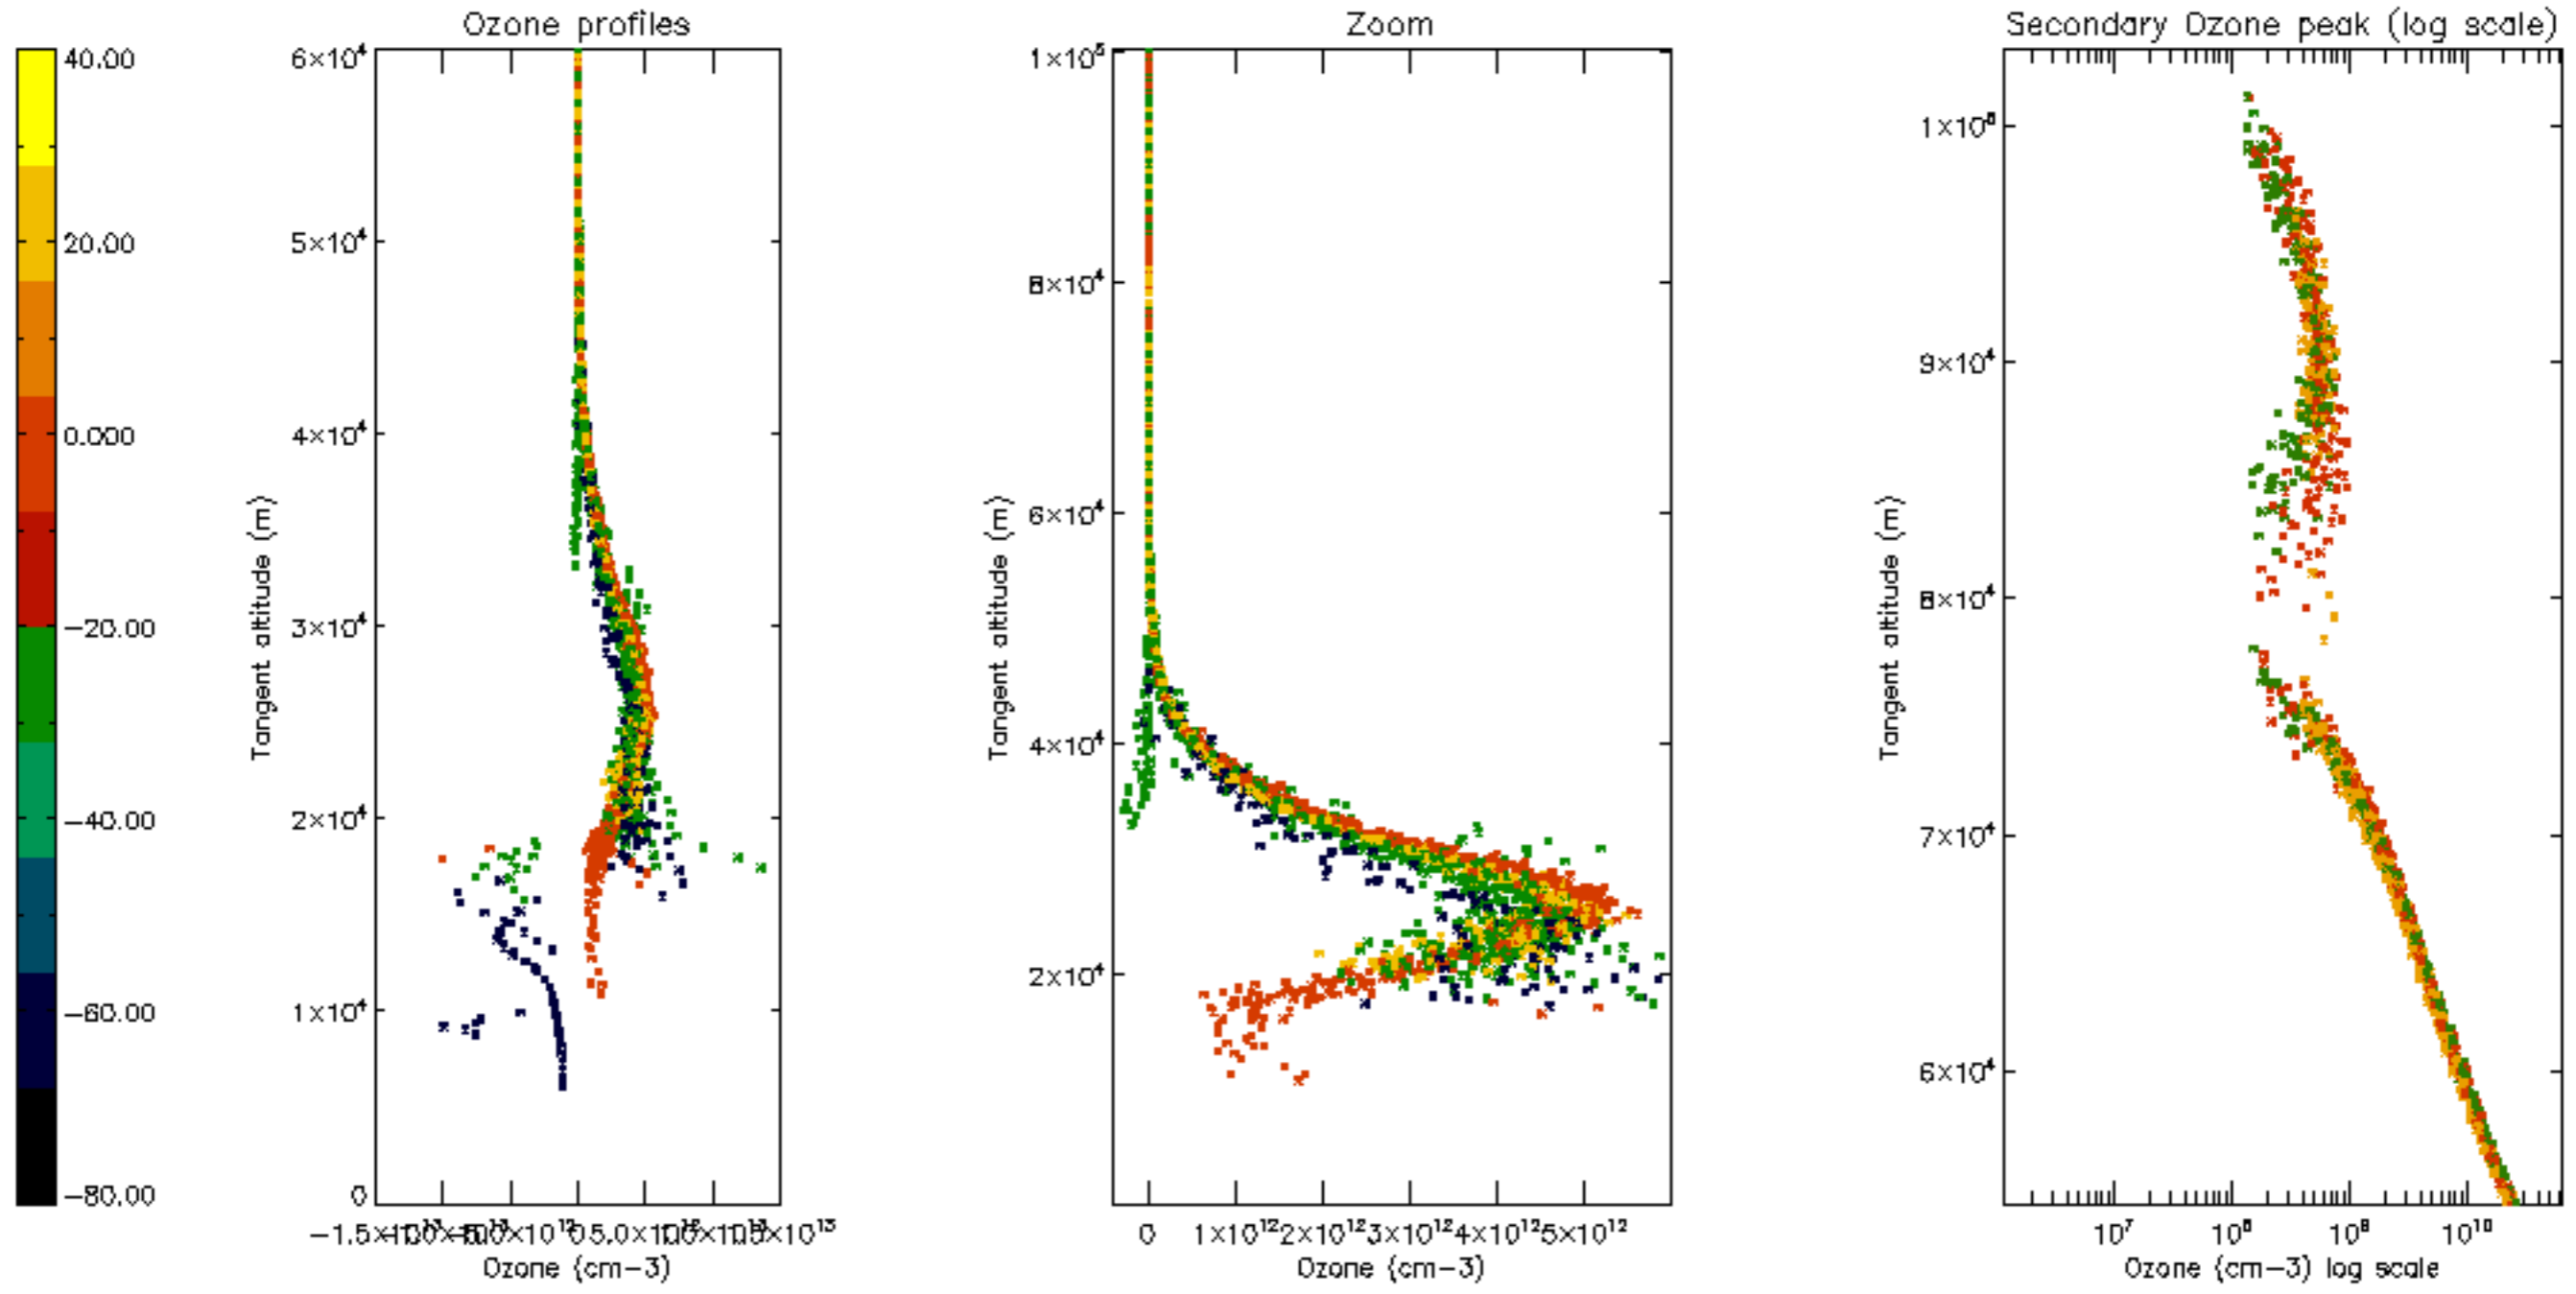 Ozone profiles
Zoom
Secondary Ozone peak (log scale)
40.00
20.00
0.000
−20.00
−40.00
−60.00
−80.00
6×10⁴
5×10⁴
4×10⁴
3×10⁴
2×10⁴
1×10⁴
0
Tangent altitude (m)
Ozone (cm−3)
1×10⁵
8×10⁴
6×10⁴
4×10⁴
2×10⁴
Tangent altitude (m)
0 1×10¹² 2×10¹² 3×10¹² 4×10¹² 5×10¹²
Ozone (cm−3)
1×10⁵
9×10⁴
8×10⁴
7×10⁴
6×10⁴
Tangent altitude (m)
10⁷ 10⁸ 10⁹ 10¹⁰
Ozone (cm−3) log scale